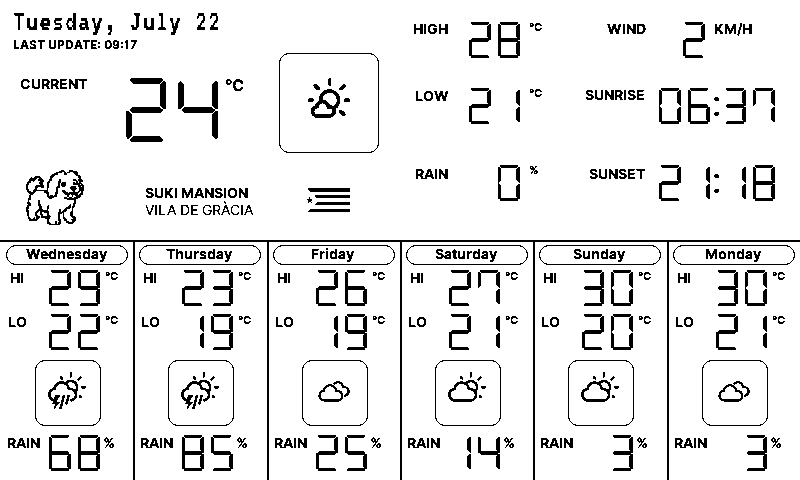 Tuesday, July 22
LAST UPDATE: 09:17
CURRENT 24 °C
HIGH 28 °C
WIND 2 KM/H
LOW 21 °C
SUNRISE 06:37
RAIN 0 %
SUNSET 21:18
SUKI MANSION
VILA DE GRÀCIA
Wednesday
HI 29 °C
LO 22 °C
RAIN 68 %
Thursday
HI 23 °C
LO 19 °C
RAIN 85 %
Friday
HI 26 °C
LO 19 °C
RAIN 25 %
Saturday
HI 27 °C
LO 21 °C
RAIN 14 %
Sunday
HI 30 °C
LO 20 °C
RAIN 3 %
Monday
HI 30 °C
LO 21 °C
RAIN 3 %